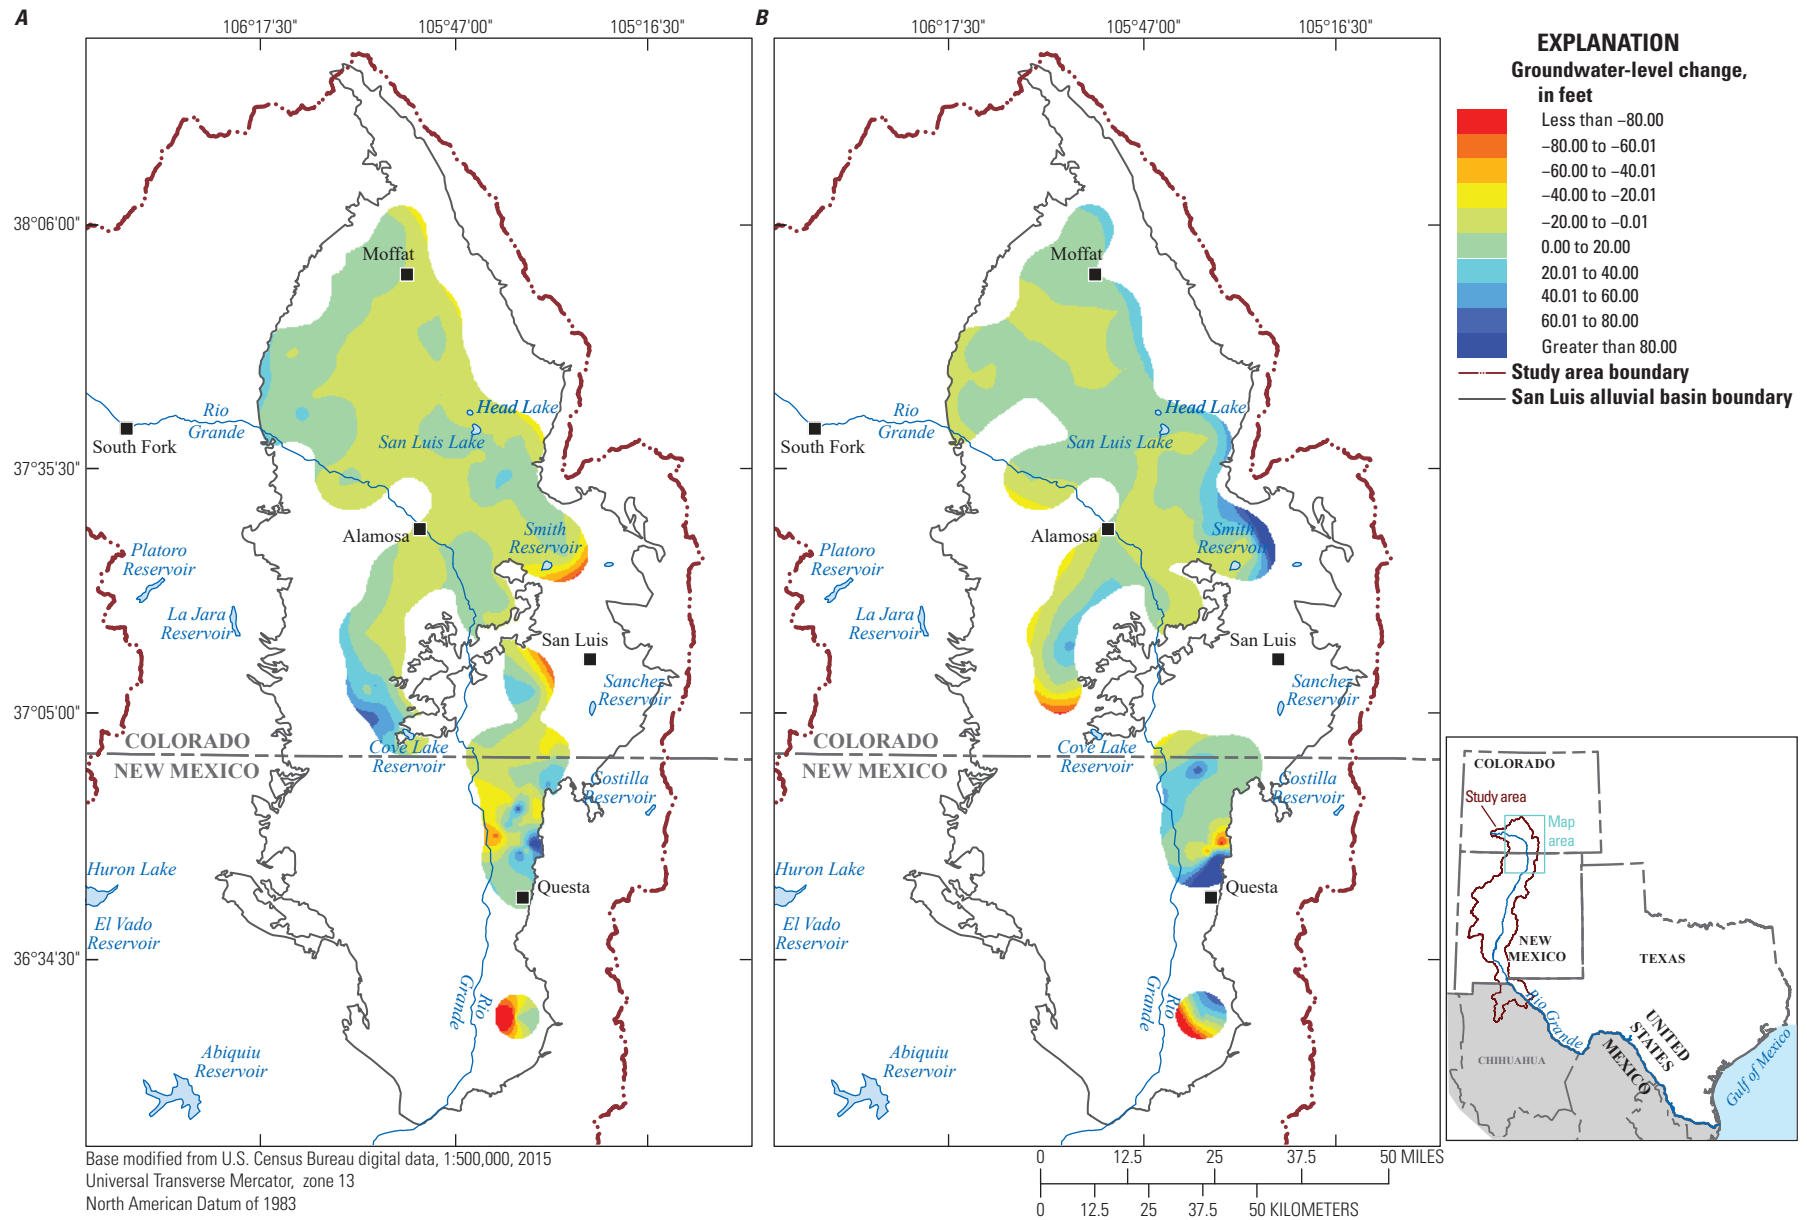 A
106°17'30"
105°47'00"
105°16'30"
38°06'00"
37°35'30"
37°05'00"
36°34'30"
Moffat
Head Lake
Rio
Grande
San Luis Lake
South Fork
Alamosa
Smith
Reservoir
Platoro
Reservoir
La Jara
Reservoir
San Luis
Sanchez
Reservoir
COLORADO
NEW MEXICO
Cove Lake
Reservoir
Costilla
Reservoir
Huron Lake
El Vado
Reservoir
Questa
Rio
Grande
Abiquiu
Reservoir
B
106°17'30"
105°47'00"
105°16'30"
Moffat
Head Lake
Rio
Grande
San Luis Lake
South Fork
Alamosa
Smith
Reservoir
Platoro
Reservoir
La Jara
Reservoir
San Luis
Sanchez
Reservoir
COLORADO
NEW MEXICO
Cove Lake
Reservoir
Costilla
Reservoir
Huron Lake
El Vado
Reservoir
Questa
Rio
Grande
Abiquiu
Reservoir
EXPLANATION
Groundwater-level change,
in feet
Less than −80.00
−80.00 to −60.01
−60.00 to −40.01
−40.00 to −20.01
−20.00 to −0.01
0.00 to 20.00
20.01 to 40.00
40.01 to 60.00
60.01 to 80.00
Greater than 80.00
Study area boundary
San Luis alluvial basin boundary
COLORADO
Study area
Map
area
NEW
MEXICO
TEXAS
Rio Grande
UNITED
STATES
MEXICO
CHIHUAHUA
Gulf of Mexico
Base modified from U.S. Census Bureau digital data, 1:500,000, 2015
Universal Transverse Mercator, zone 13
North American Datum of 1983
0 12.5 25 37.5 50 MILES
0 12.5 25 37.5 50 KILOMETERS